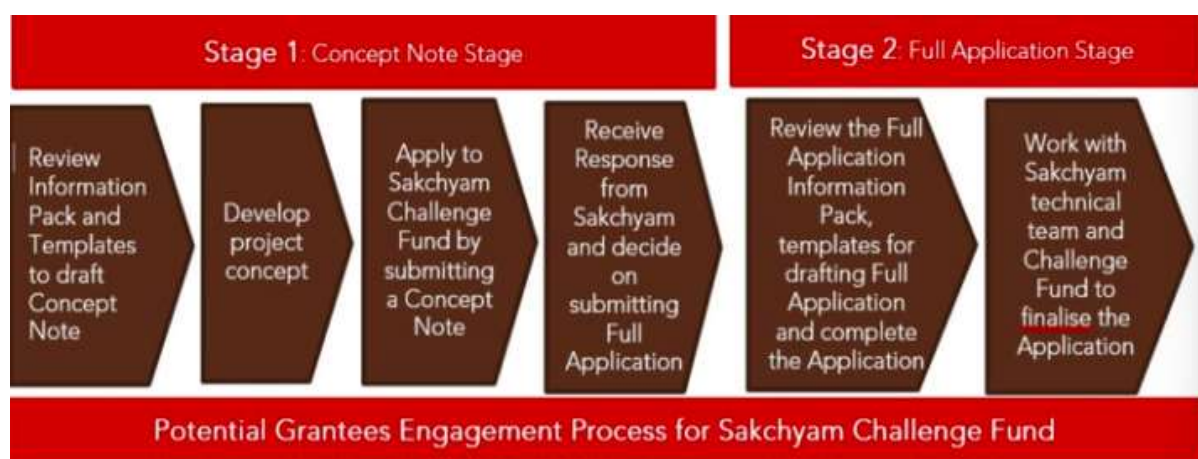 Stage 1: Concept Note Stage
Stage 2: Full Application Stage
Review
Information
Pack and
Templates
to draft
Concept
Note
Develop
project
concept
Apply to
Sakchyam
Challenge
Fund by
submitting
a Concept
Note
Receive
Response
from
Sakchyam
and decide
on
submitting
Full
Application
Review the Full
Application
Information
Pack,
templates for
drafting Full
Application
and complete
the Application
Work with
Sakchyam
technical
team and
Challenge
Fund to
finalise the
Application
Potential Grantees Engagement Process for Sakchyam Challenge Fund